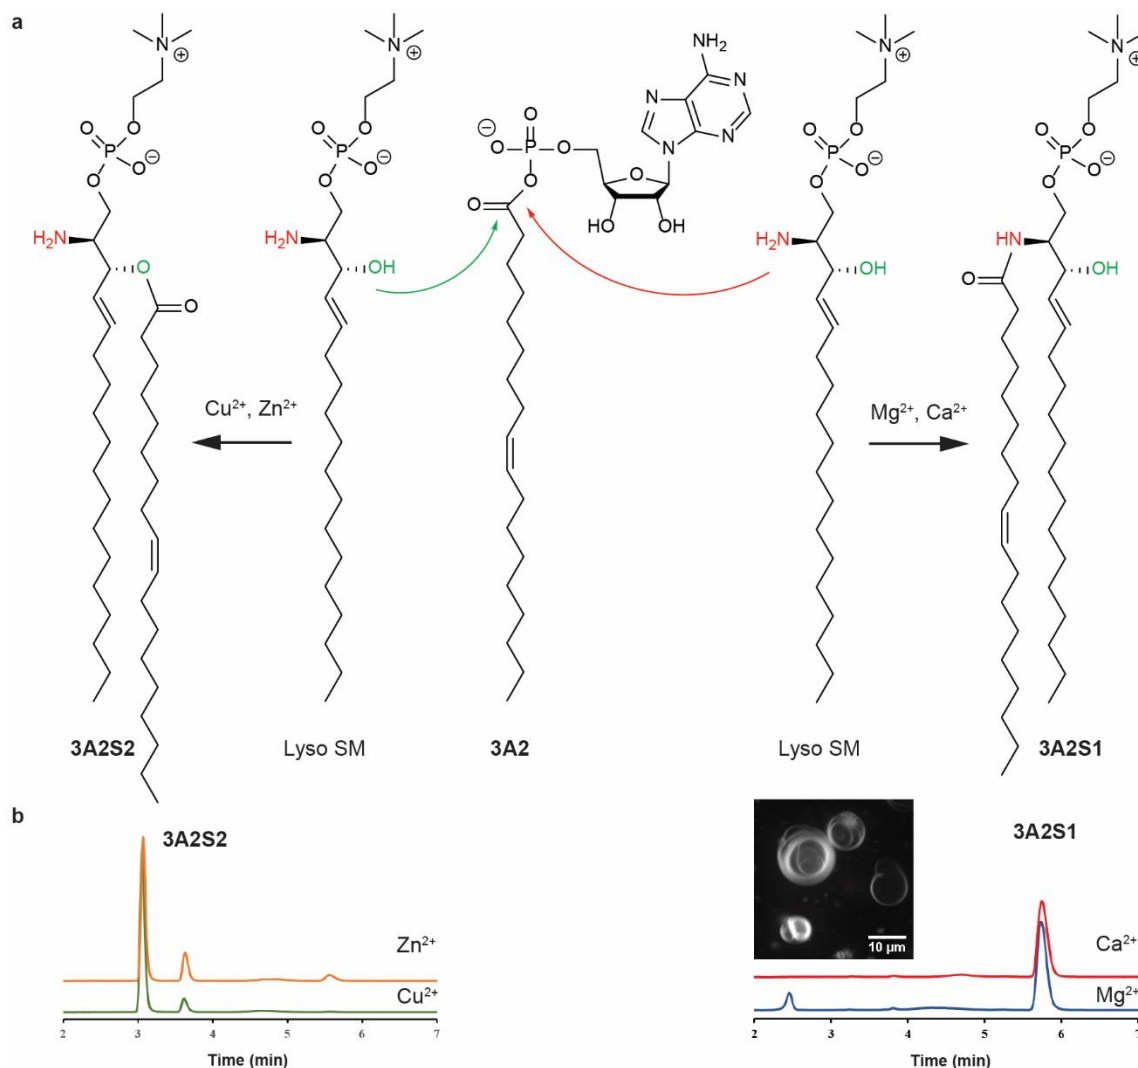 a
N
⊕
N
⊕
NH₂
N
⊕
N
⊕
O
O
P
O⊖
O
O
O
P
O⊖
O
⊖O
O
P
O
O
N
N
N
N
O
O
O
P
O⊖
O
O
O
P
O⊖
O
H₂N
O
O
H₂N
OH
O
HO
OH
H₂N
OH
HN
O
OH
Cu²⁺, Zn²⁺
Mg²⁺, Ca²⁺
3A2S2
Lyso SM
3A2
Lyso SM
3A2S1
b
3A2S2
3A2S1
Zn²⁺
Cu²⁺
10 µm
Ca²⁺
Mg²⁺
2 3 4 5 6 7
Time (min)
2 3 4 5 6 7
Time (min)